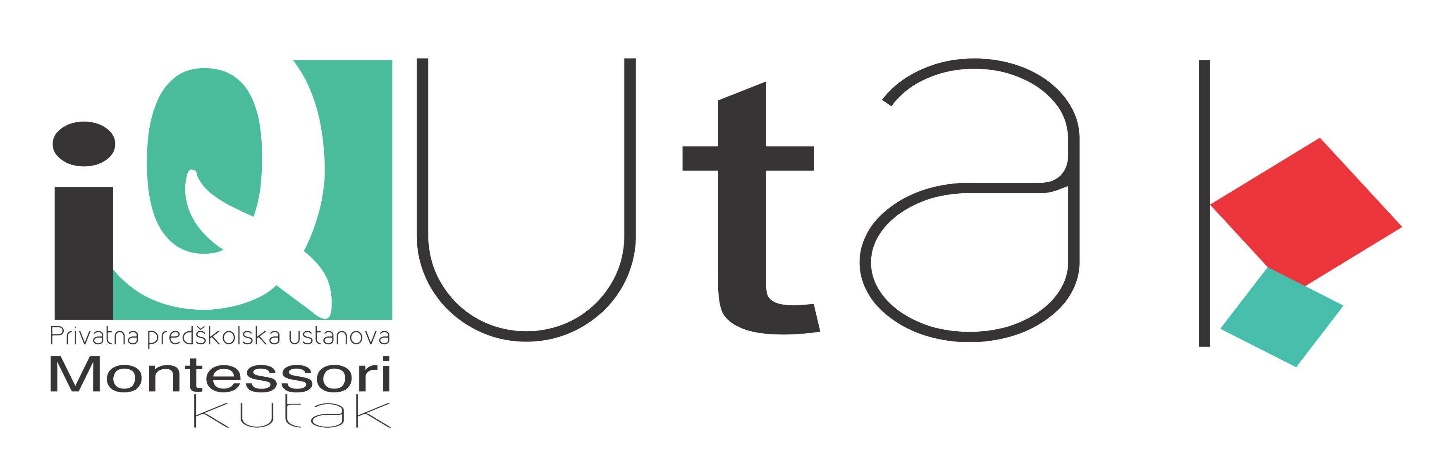 iQutak
Privatna predškolska ustanova
Montessori
kutak